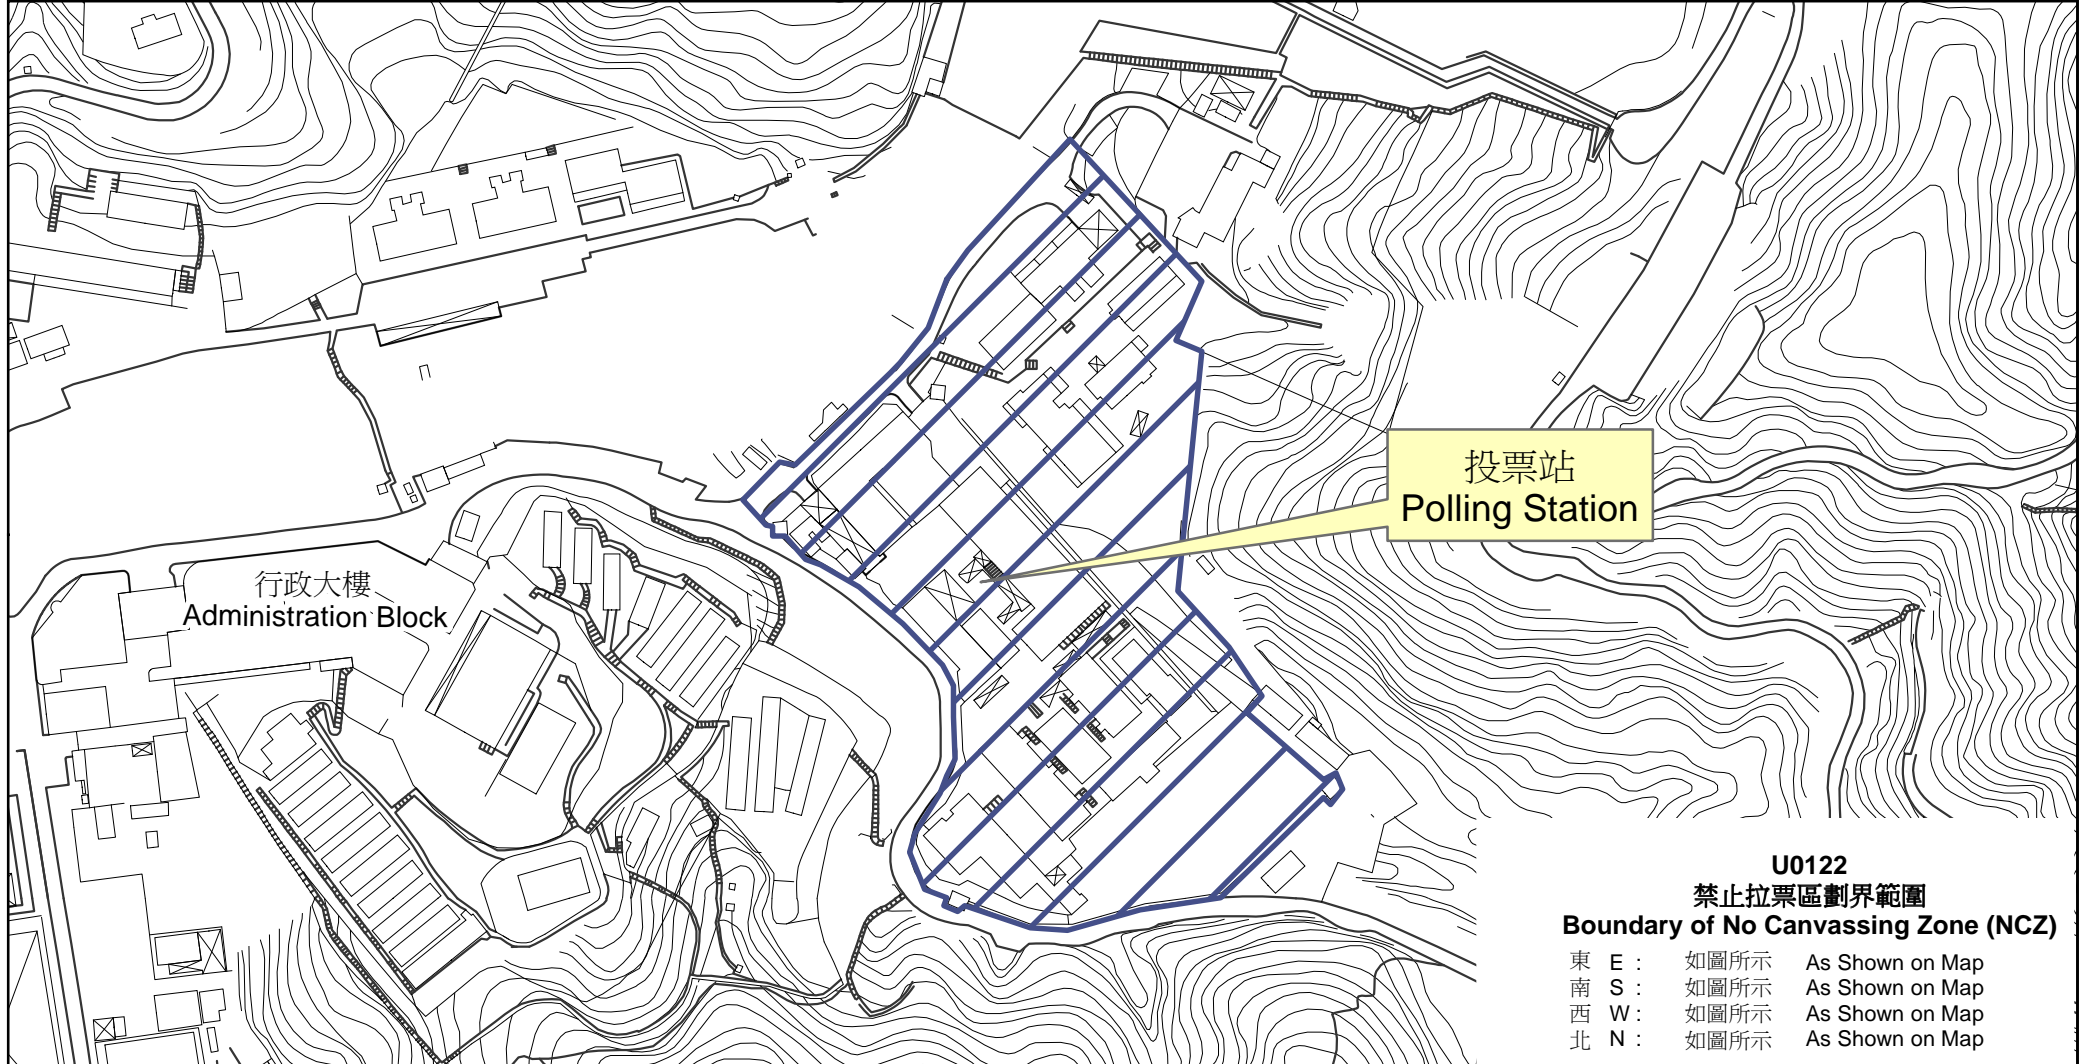 投票站
Polling Station
行政大樓
Administration Block
U0122
禁止拉票區劃界範圍
Boundary of No Canvassing Zone (NCZ)
東 E : 如圖所示 As Shown on Map
南 S : 如圖所示 As Shown on Map
西 W : 如圖所示 As Shown on Map
北 N : 如圖所示 As Shown on Map